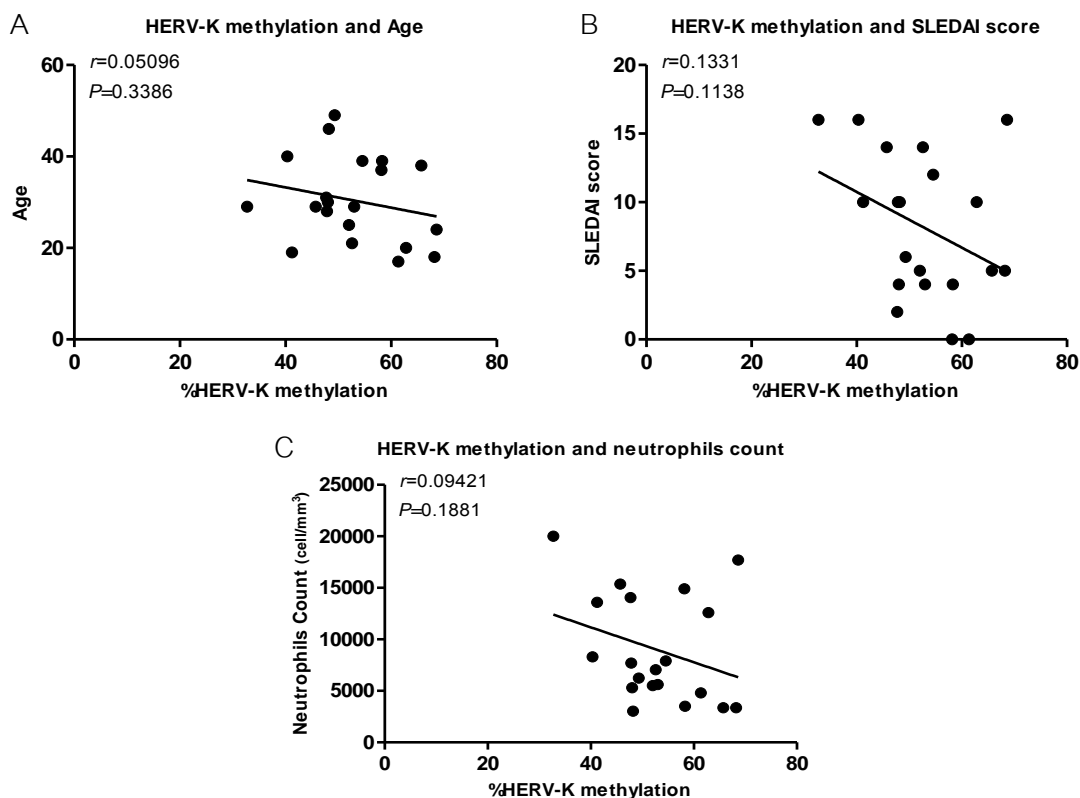 A
HERV-K methylation and Age
r=0.05096
P=0.3386
60
40
20
0
Age
0 20 40 60 80
%HERV-K methylation
B
HERV-K methylation and SLEDAI score
r=0.1331
P=0.1138
20
15
10
5
0
SLEDAI score
0 20 40 60 80
%HERV-K methylation
C
HERV-K methylation and neutrophils count
r=0.09421
P=0.1881
25000
20000
15000
10000
5000
0
Neutrophils Count (cell/mm³)
0 20 40 60 80
%HERV-K methylation